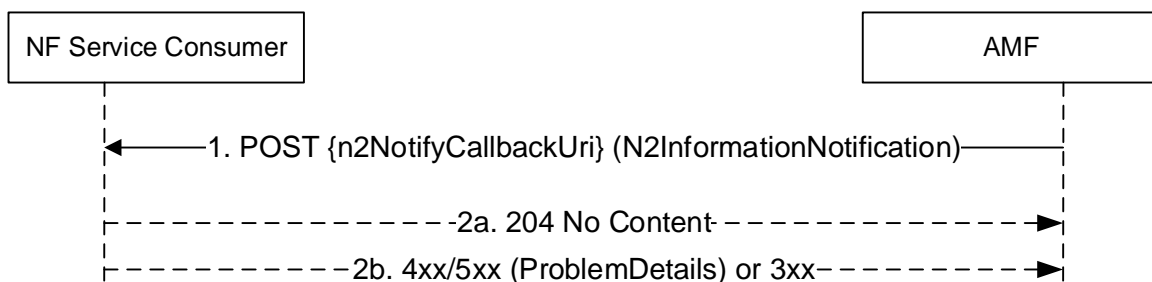 NF Service Consumer
AMF
1. POST {n2NotifyCallbackUri} (N2InformationNotification)
2a. 204 No Content
2b. 4xx/5xx (ProblemDetails) or 3xx